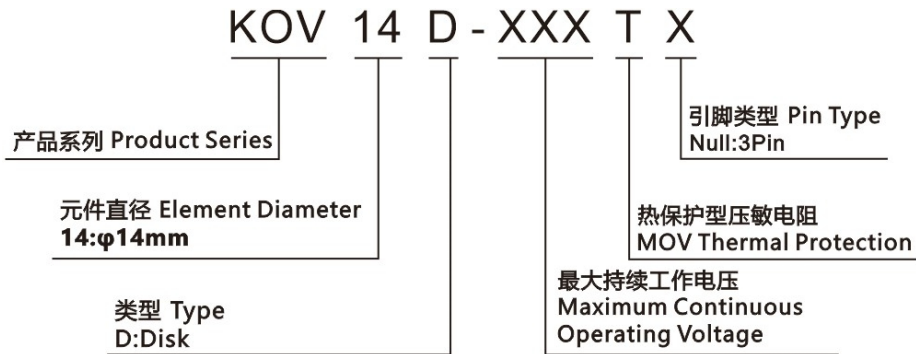 KOV 14 D - XXX T X
引脚类型 Pin Type
Null:3Pin
产品系列 Product Series
元件直径 Element Diameter
14:φ14mm
热保护型压敏电阻
MOV Thermal Protection
最大持续工作电压
Maximum Continuous
Operating Voltage
类型 Type
D:Disk